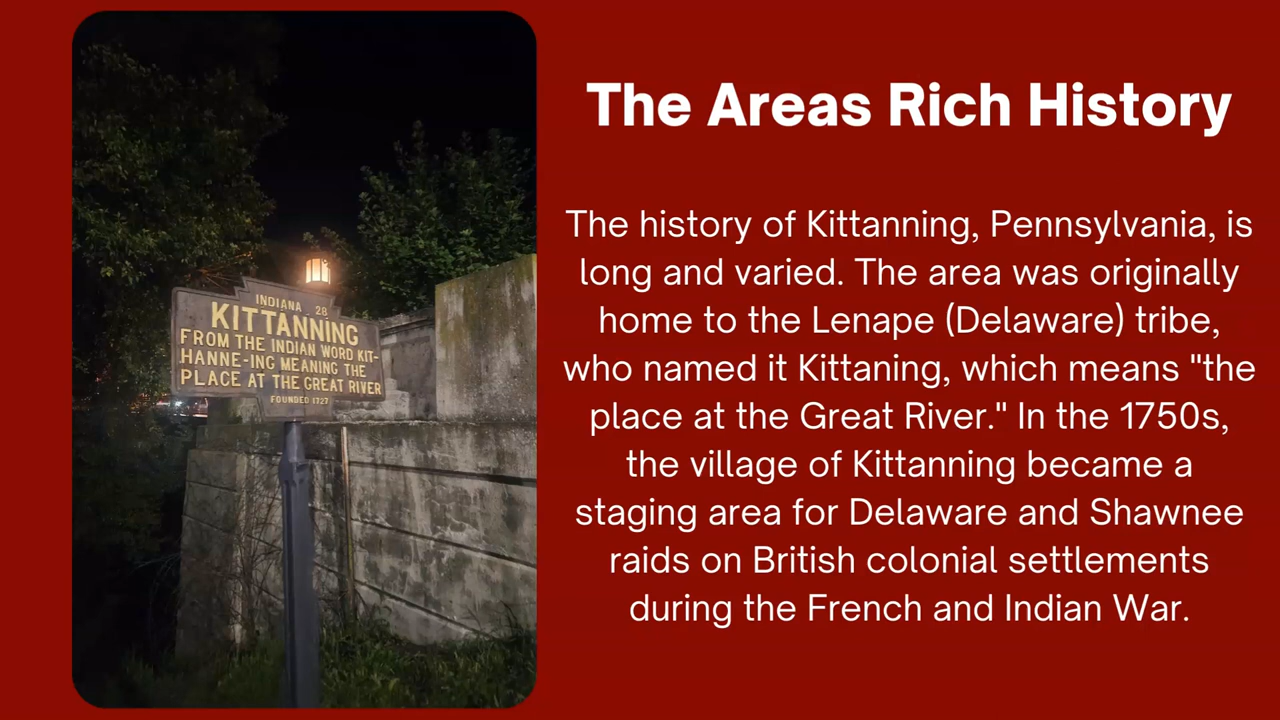 INDIANA 28
KITTANNING
FROM THE INDIAN WORD KIT-
HANNE-ING MEANING THE
PLACE AT THE GREAT RIVER
FOUNDED 1727
The Areas Rich History
The history of Kittanning, Pennsylvania, is
long and varied. The area was originally
home to the Lenape (Delaware) tribe,
who named it Kittaning, which means "the
place at the Great River." In the 1750s,
the village of Kittanning became a
staging area for Delaware and Shawnee
raids on British colonial settlements
during the French and Indian War.